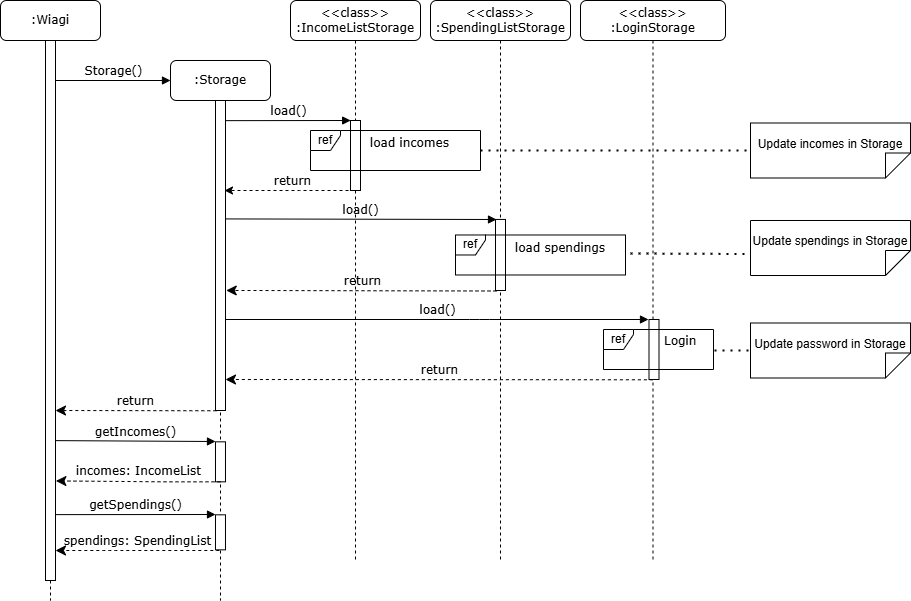 :Wiagi
<<class>>
:IncomeListStorage
<<class>>
:SpendingListStorage
<<class>>
:LoginStorage
Storage()
:Storage
load()
ref
load incomes
Update incomes in Storage
return
load()
ref
load spendings
Update spendings in Storage
return
load()
ref
Login
Update password in Storage
return
return
getIncomes()
incomes: IncomeList
getSpendings()
spendings: SpendingList